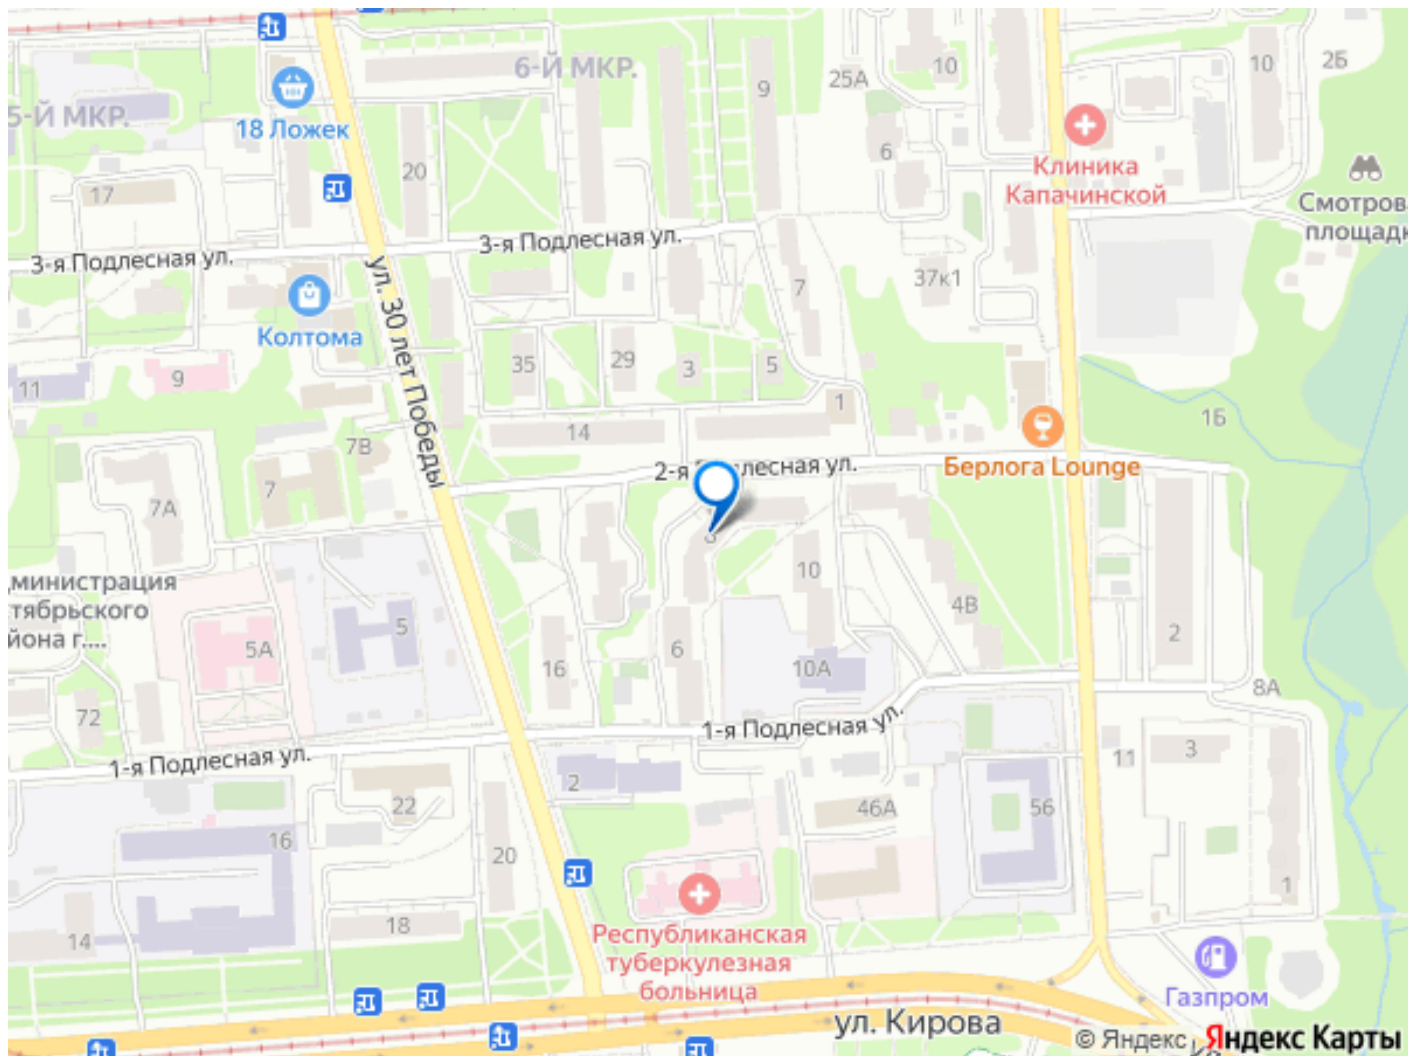 6-Й МКР.
9
25А
10
10
2Б
5-Й МКР.
18 Ложек
20
6
Клиника
Капачинской
17
Смотров
площадк
3-я Подлесная ул.
3-я Подлесная ул.
ул. 30 лет Победы
7
37к1
Колтома
11
9
35
29
3
5
1
1Б
14
7В
2-я Подлесная ул.
Берлога Lounge
7
7А
8
10
министрация
тябрьского
йона г....
5
5А
4В
2
16
6
10А
8А
72
1-я Подлесная ул.
1-я Подлесная ул.
11
3
2
22
46А
56
16
20
1
18
14
Республиканская
туберкулезная
больница
Газпром
ул. Кирова
© Яндекс Яндекс Карты